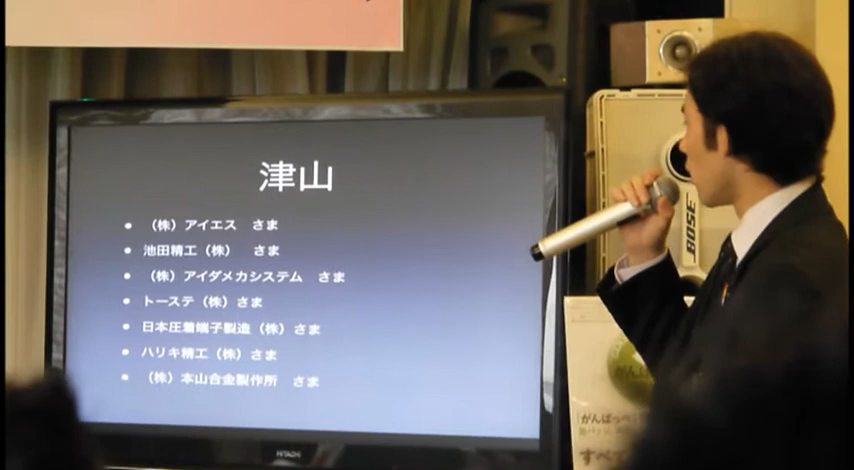 津山
• （株）アイエス　さま
• 池田精工（株）　さま
• （株）アイダメカシステム　さま
• トーステ（株）さま
• 日本圧着端子製造（株）さま
• ハリキ精工（株）さま
• （株）本山合金製作所　さま
HITACHI
BOSE
がんば
「がんばっぺ
すべて